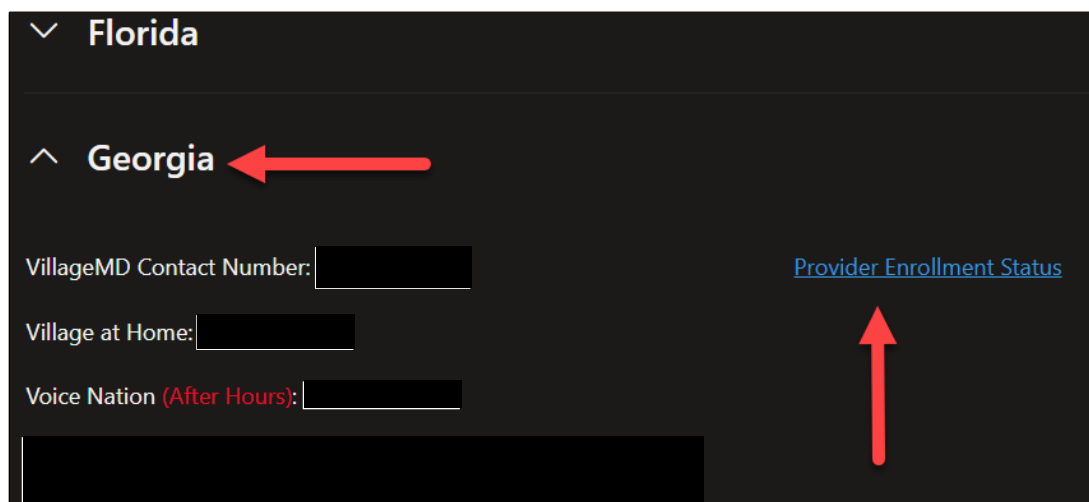 Florida
Georgia
VillageMD Contact Number:
Provider Enrollment Status
Village at Home:
Voice Nation (After Hours):